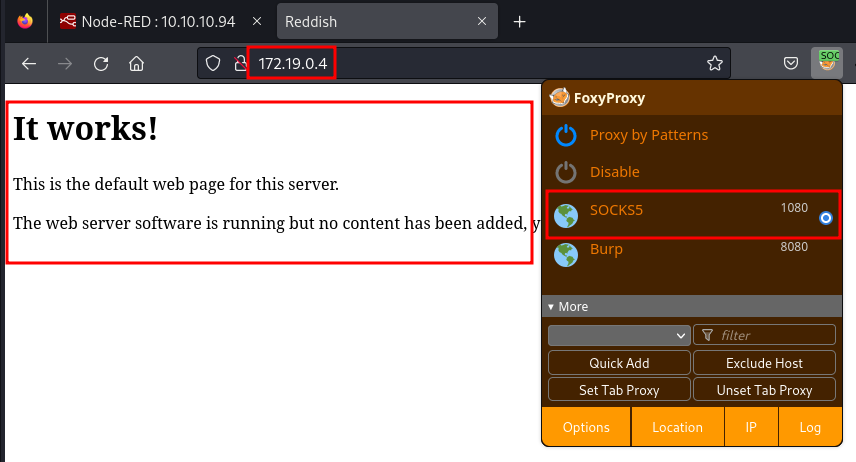 Node-RED : 10.10.10.94
Reddish
172.19.0.4
SOC
It works!
This is the default web page for this server.
The web server software is running but no content has been added, y
FoxyProxy
Proxy by Patterns
Disable
SOCKS5 1080
Burp 8080
More
filter
Quick Add Exclude Host
Set Tab Proxy Unset Tab Proxy
Options Location IP Log